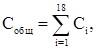 Cобщ = ∑_{i=1}^{18} Ci,